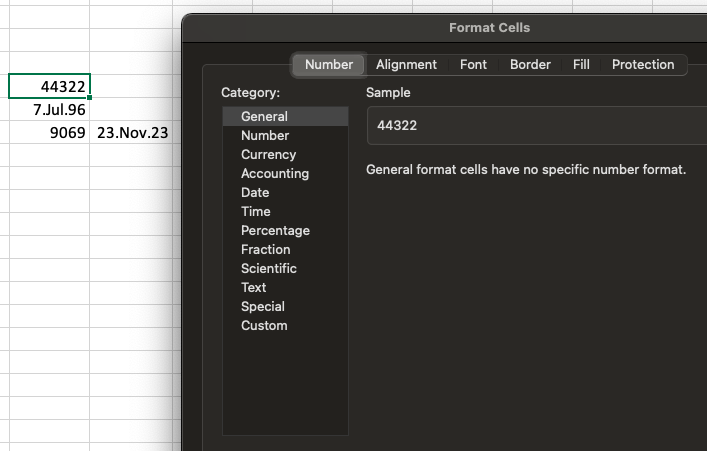 Format Cells
Number Alignment Font Border Fill Protection
44322
7.Jul.96
9069 23.Nov.23
Category:
General
Number
Currency
Accounting
Date
Time
Percentage
Fraction
Scientific
Text
Special
Custom
Sample
44322
General format cells have no specific number format.